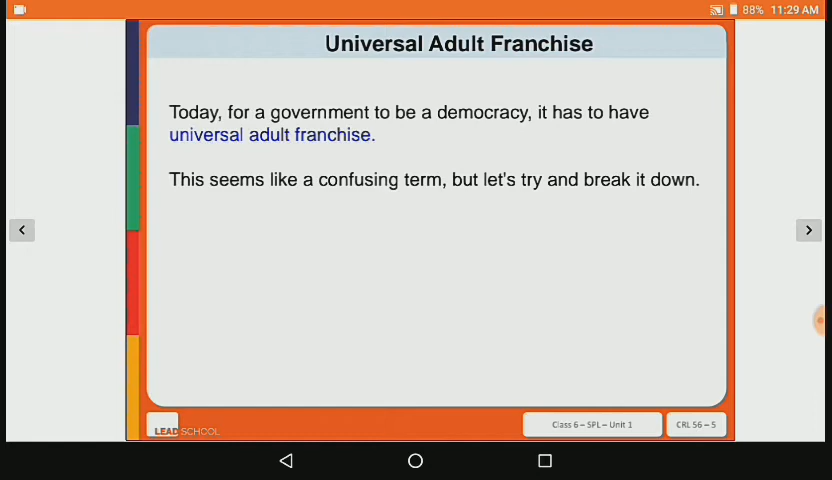 88% 11:29 AM
Universal Adult Franchise
Today, for a government to be a democracy, it has to have
universal adult franchise.
This seems like a confusing term, but let's try and break it down.
LEAD SCHOOL
Class 6 – SPL – Unit 1
CRL 56 – 5